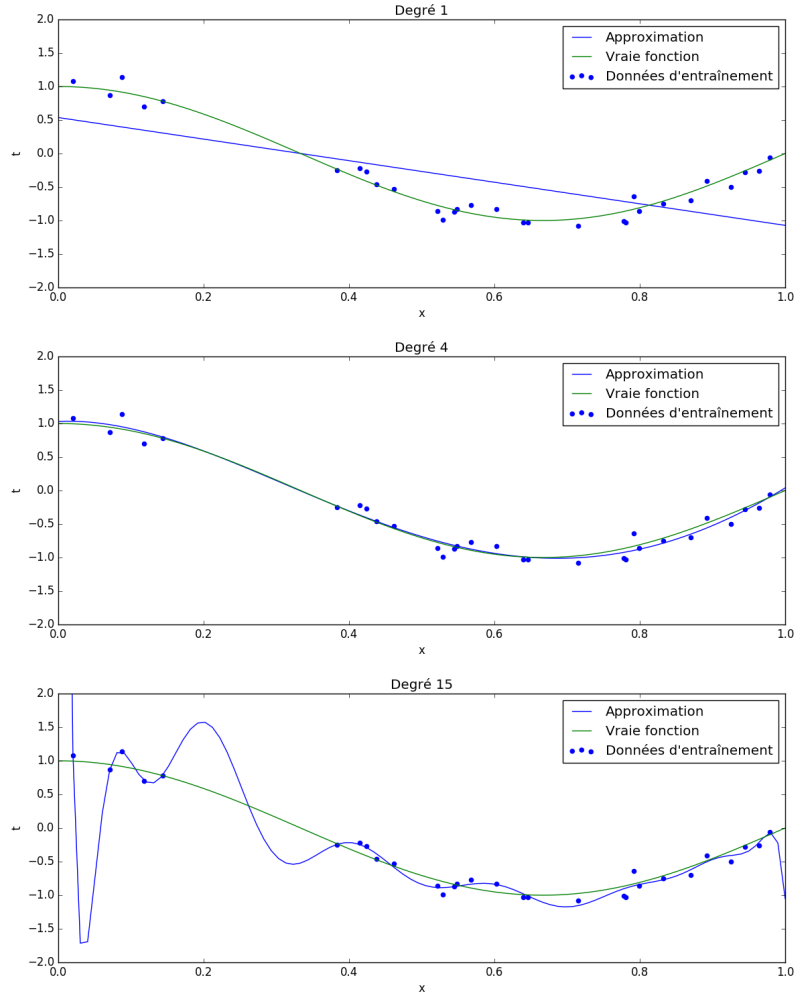 Degré 1
2.0
1.5
1.0
0.5
0.0
−0.5
−1.0
−1.5
−2.0
t
Approximation
Vraie fonction
Données d'entraînement
0.0 0.2 0.4 0.6 0.8 1.0
x
Degré 4
2.0
1.5
1.0
0.5
0.0
−0.5
−1.0
−1.5
−2.0
t
Approximation
Vraie fonction
Données d'entraînement
0.0 0.2 0.4 0.6 0.8 1.0
x
Degré 15
2.0
1.5
1.0
0.5
0.0
−0.5
−1.0
−1.5
−2.0
t
Approximation
Vraie fonction
Données d'entraînement
0.0 0.2 0.4 0.6 0.8 1.0
x